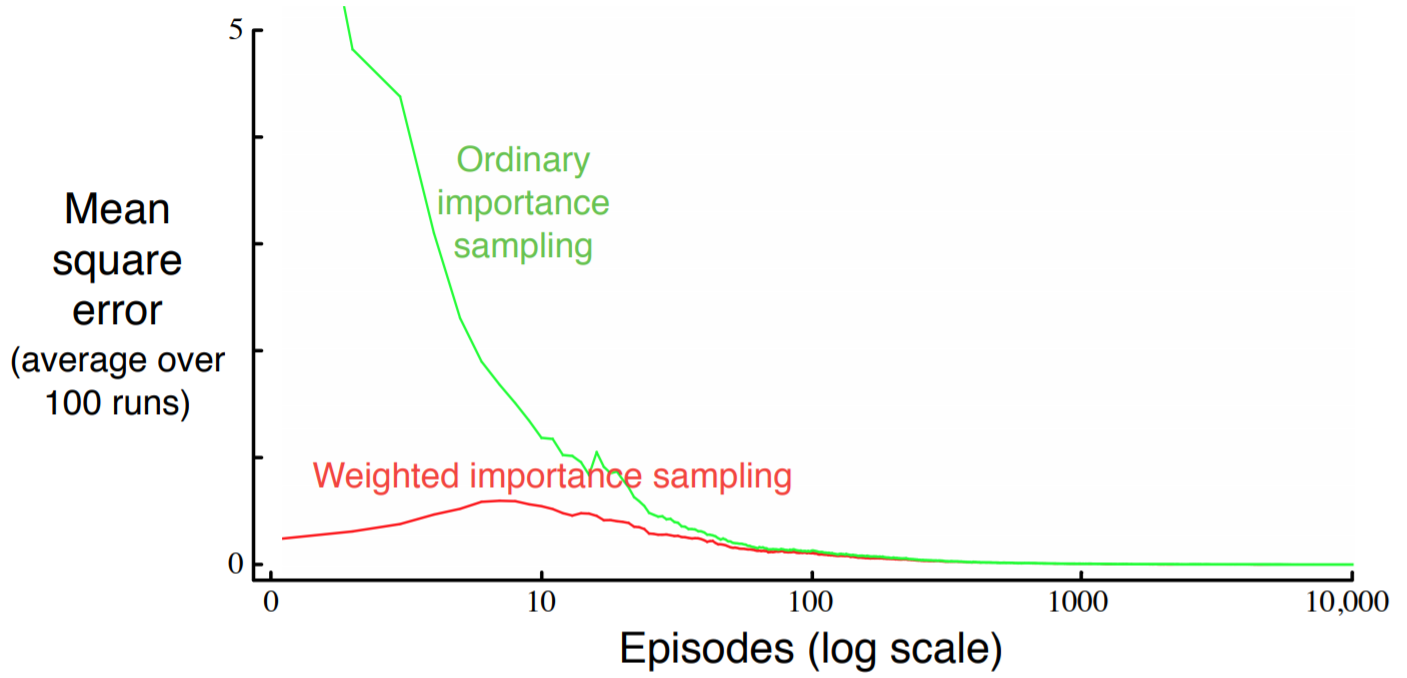 5
Ordinary
importance
sampling
Mean
square
error
(average over
100 runs)
Weighted importance sampling
0
0 10 100 1000 10,000
Episodes (log scale)